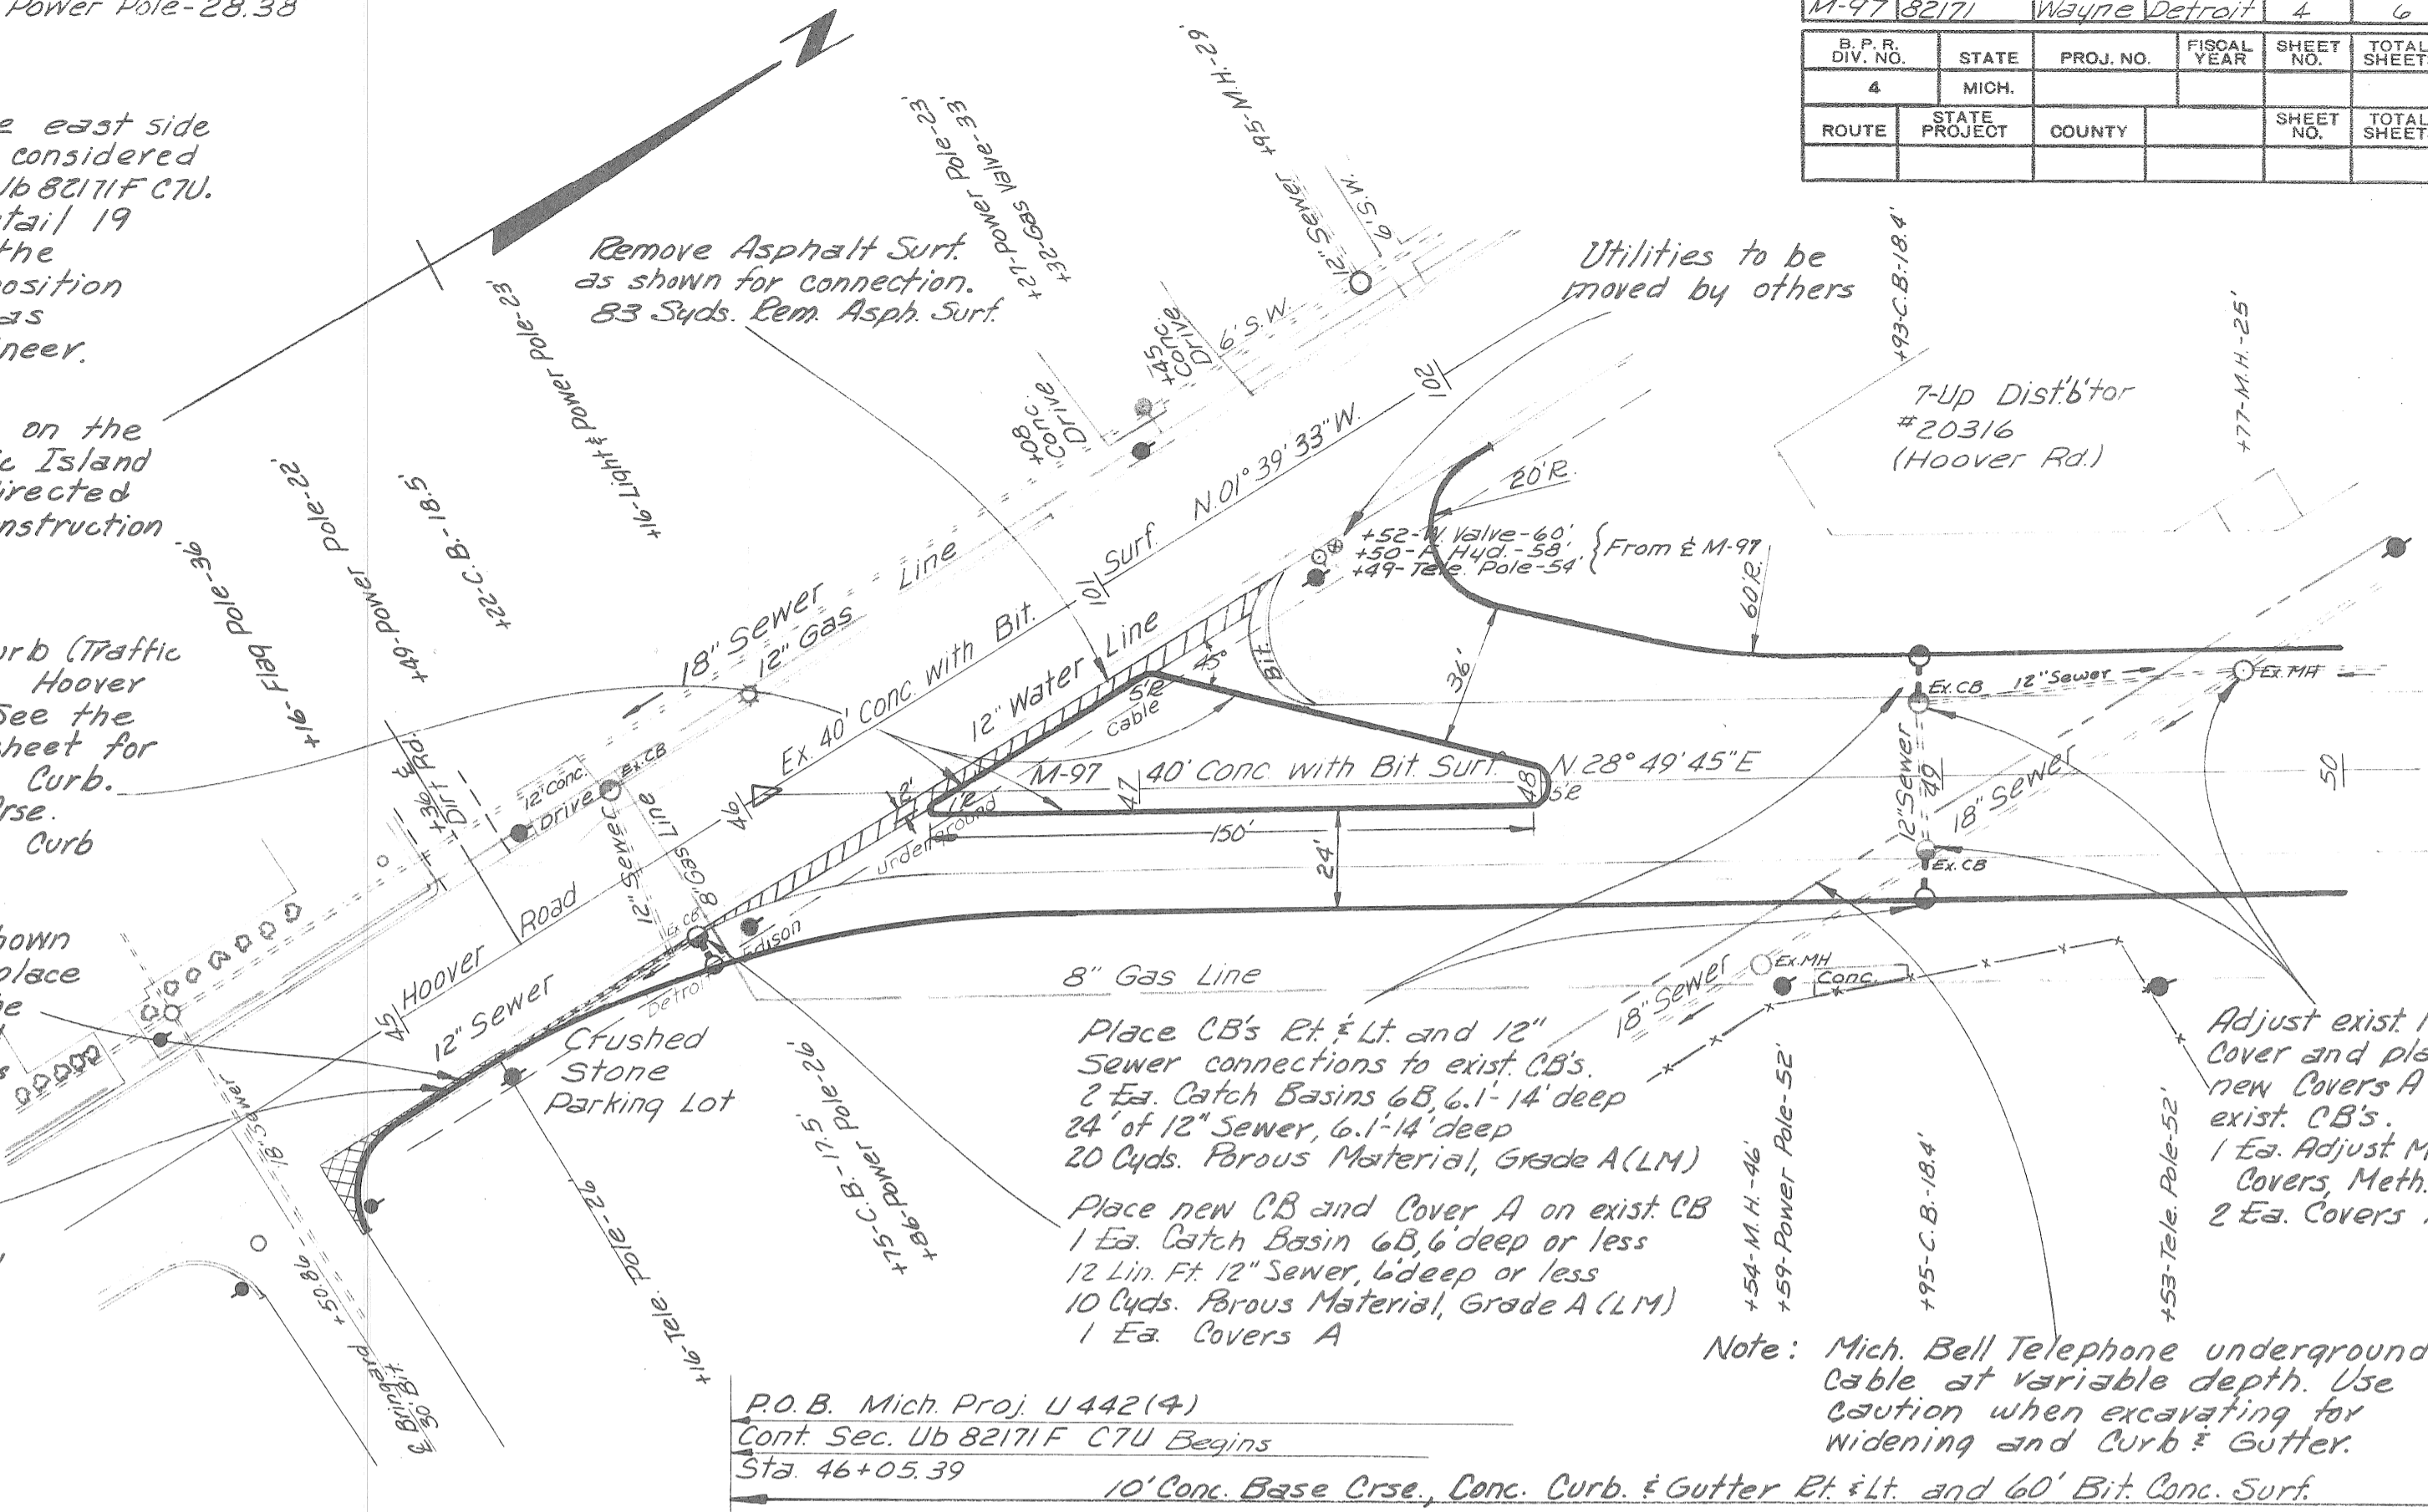 Power Pole-28.38
M-97 82171 Wayne Detroit 4 6
B.P.R. DIV. NO. STATE PROJ. NO. FISCAL YEAR SHEET NO. TOTAL SHEET
4 MICH.
ROUTE STATE PROJECT COUNTY SHEET NO. TOTAL SHEET
east side
considered
Ub 82171F C7U.
19
the
as
on the
Island
N
Remove Asphalt Surf.
as shown for connection.
83 Syds. Rem. Asph. Surf.
+27-Power Pole-23'
+32-Gas Valve-33'
+95-M.H.-29'
12" Sewer
6' S.W.
6' S.W.
+45
Conc.
Drive
+08
Conc.
Drive
Utilities to be
moved by others
+93-C.B.-18.4'
+77-M.H.-25'
7-Up Dist'b'tor
#20316
(Hoover Rd.)
+16-Flag Pole-36'
+49-Power Pole-22'
+22-C.B.-18.5'
+16-Light & Power Pole-23'
102
N.01°39'33"W.
20'R.
+52-W. Valve-60'
+50-F. Hyd.-58'
+49-Tele. Pole-54'
From ₵ M-97
60'R.
18" Sewer
12" Gas Line
Ex. 40' Conc. with Bit. Surf.
101
12" Water Line
Bit.
45°
5'R
Cable
36'
(Traffic
Hoover
See the
sheet for
Curb.
Curb
+36 ₵
Dirt Rd.
12' Conc.
Drive
Ex.CB
12" Sewer
8" Gas Line
46
2'
1'R
underground
M-97
47
40' Conc. with Bit. Surf.
48
5'R
N 28°49'45"E
150'
24'
Ex.CB
12" Sewer
Ex.MH
12" Sewer
49
18" Sewer
50
Ex.CB
45
Hoover Road
12" Sewer
Ex CB
Detroit Edison
Crushed
Stone
Parking Lot
8" Gas Line
18" Sewer
Ex.MH
Conc.
place
Place CB's Rt. & Lt. and 12"
Sewer connections to exist. CB's.
2 Ea. Catch Basins 6B, 6.1'-14' deep
24' of 12" Sewer, 6.1'-14' deep
20 Cyds. Porous Material, Grade A (LM)
Place new CB and Cover A on exist. CB
1 Ea. Catch Basin 6B, 6' deep or less
12 Lin. Ft. 12" Sewer, 6' deep or less
10 Cyds. Porous Material, Grade A (LM)
1 Ea. Covers A
Adjust exist.
Cover and
new Covers A
exist. CB's.
1 Ea. Adjust
Covers, Meth.
2 Ea. Covers
18" Sewer
+50.86
₵ Bringard
30' Bit.
+16-Tele. Pole-26'
+75-C.B.-17.5'
+86-Power Pole-26'
+54-M.H.-46'
+59-Power Pole-52'
+95-C.B.-18.4'
+53-Tele. Pole-52'
Note: Mich. Bell Telephone underground
Cable at variable depth. Use
caution when excavating for
widening and Curb & Gutter.
P.O.B. Mich. Proj. U 442(4)
Cont. Sec. Ub 82171F C7U Begins
Sta. 46+05.39
10' Conc. Base Crse., Conc. Curb. & Gutter Rt. & Lt. and 60' Bit. Conc. Surf.